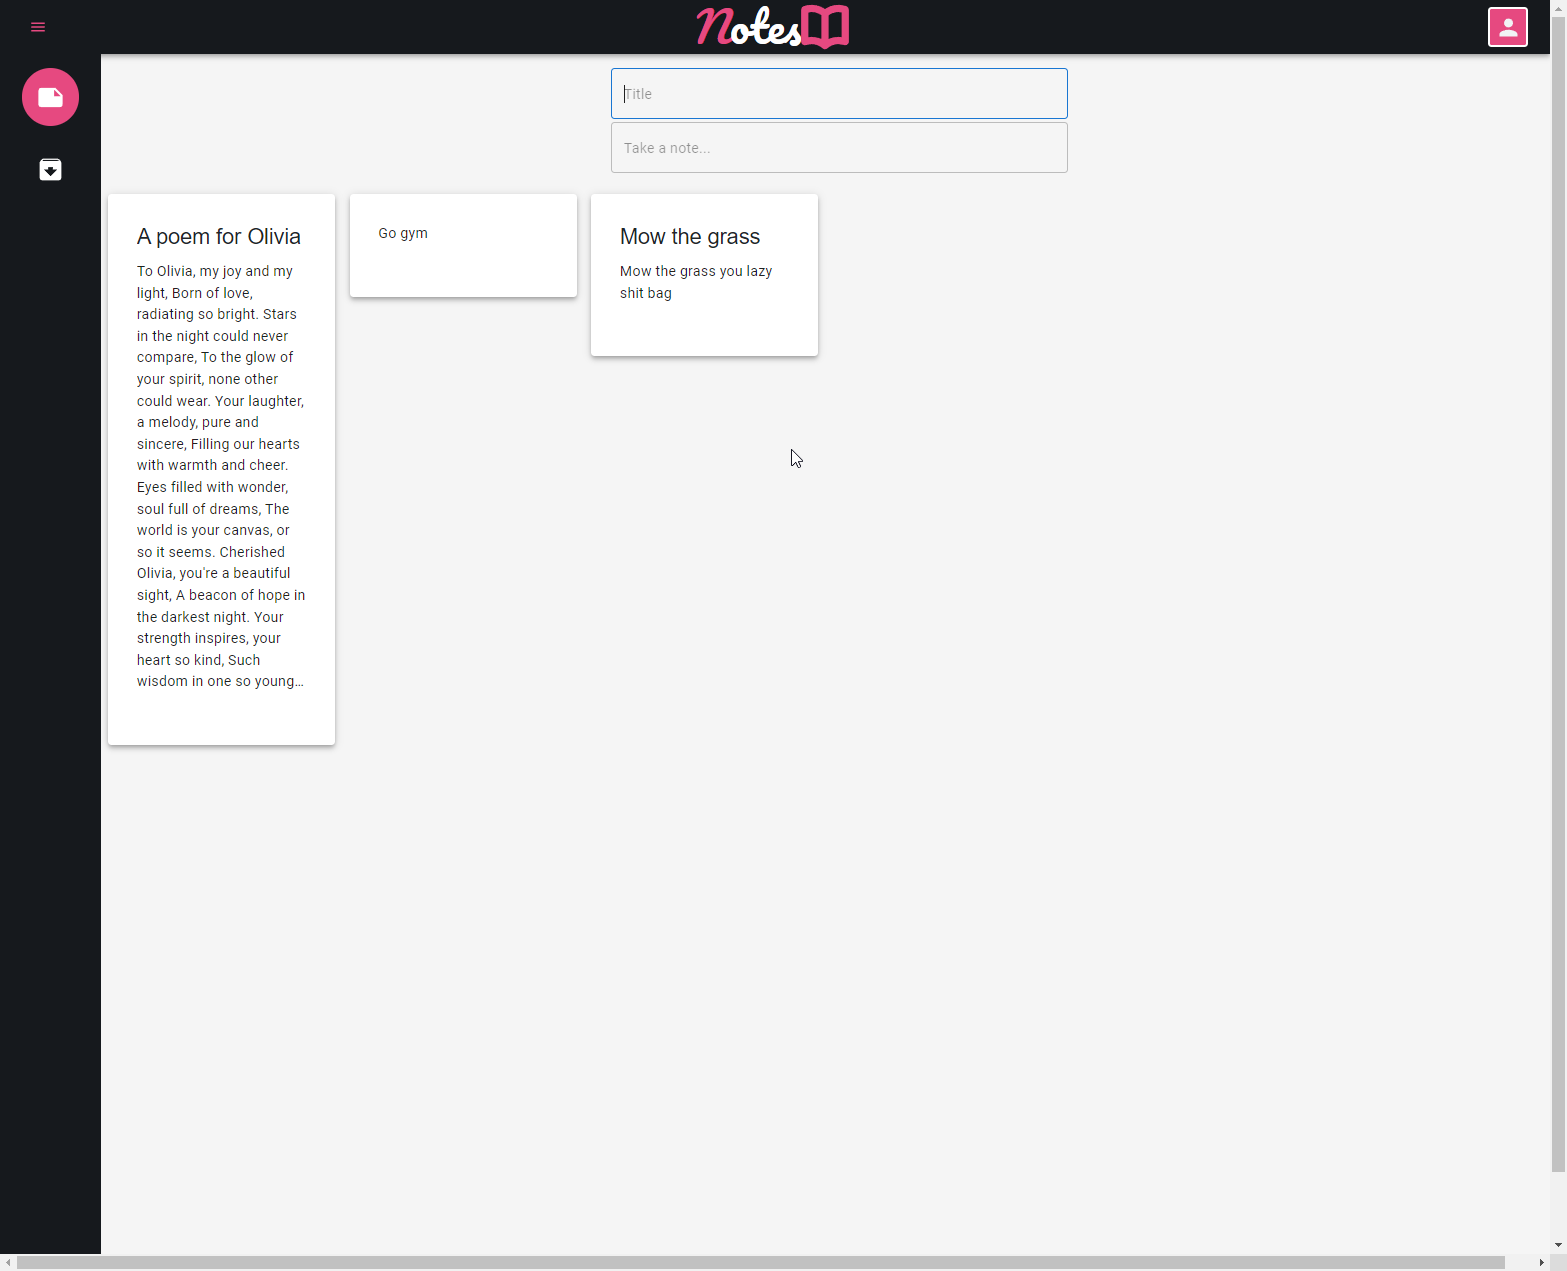 Notes
Title
Take a note...
A poem for Olivia
To Olivia, my joy and my
light, Born of love,
radiating so bright. Stars
in the night could never
compare, To the glow of
your spirit, none other
could wear. Your laughter,
a melody, pure and
sincere, Filling our hearts
with warmth and cheer.
Eyes filled with wonder,
soul full of dreams, The
world is your canvas, or
so it seems. Cherished
Olivia, you're a beautiful
sight, A beacon of hope in
the darkest night. Your
strength inspires, your
heart so kind, Such
wisdom in one so young…
Go gym
Mow the grass
Mow the grass you lazy
shit bag